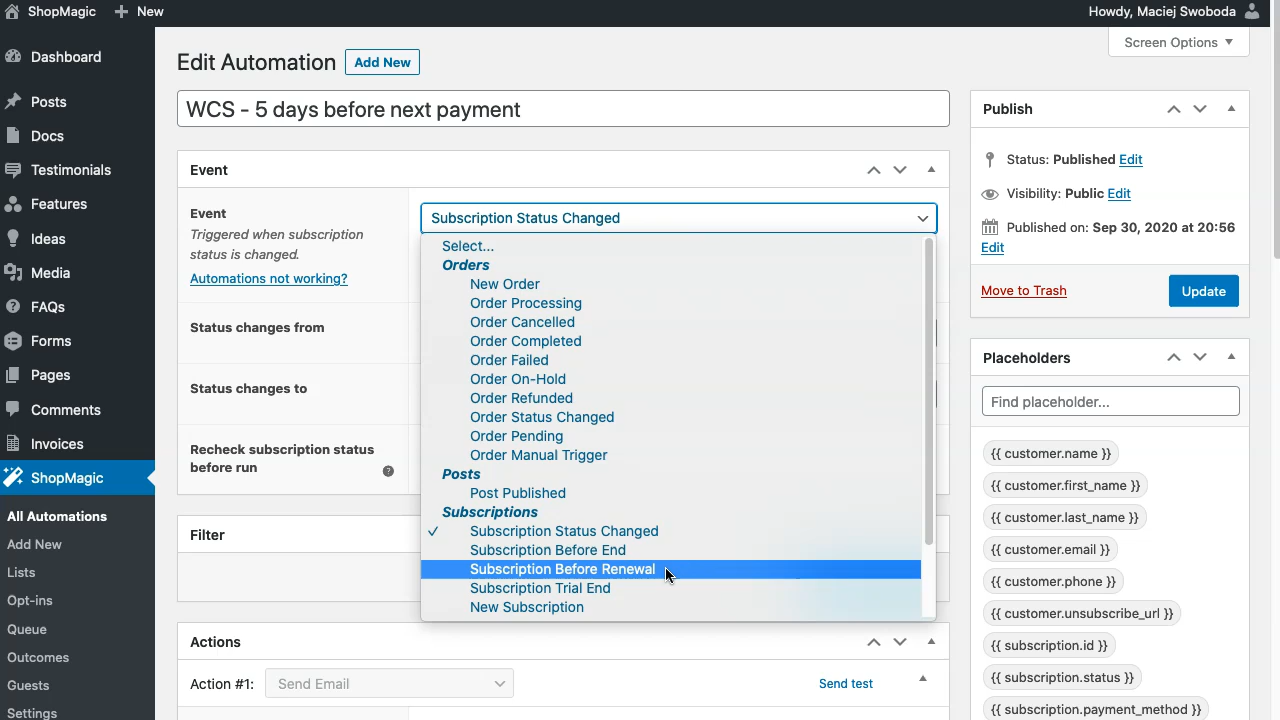 ShopMagic
New
Howdy, Maciej Swoboda
Screen Options
Dashboard
Posts
Docs
Testimonials
Features
Ideas
Media
FAQs
Forms
Pages
Comments
Invoices
ShopMagic
All Automations
Add New
Lists
Opt-ins
Queue
Outcomes
Guests
Settings
Edit Automation
Add New
WCS - 5 days before next payment
Event
Event
Triggered when subscription
status is changed.
Automations not working?
Status changes from
Status changes to
Recheck subscription status
before run
?
Subscription Status Changed
Select...
Orders
New Order
Order Processing
Order Cancelled
Order Completed
Order Failed
Order On-Hold
Order Refunded
Order Status Changed
Order Pending
Order Manual Trigger
Posts
Post Published
Subscriptions
✓ Subscription Status Changed
Subscription Before End
Subscription Before Renewal
Subscription Trial End
New Subscription
Filter
Actions
Action #1:
Send Email
Send test
Publish
Status: Published Edit
Visibility: Public Edit
Published on: Sep 30, 2020 at 20:56
Edit
Move to Trash
Update
Placeholders
Find placeholder...
{{ customer.name }}
{{ customer.first_name }}
{{ customer.last_name }}
{{ customer.email }}
{{ customer.phone }}
{{ customer.unsubscribe_url }}
{{ subscription.id }}
{{ subscription.status }}
{{ subscription.payment_method }}